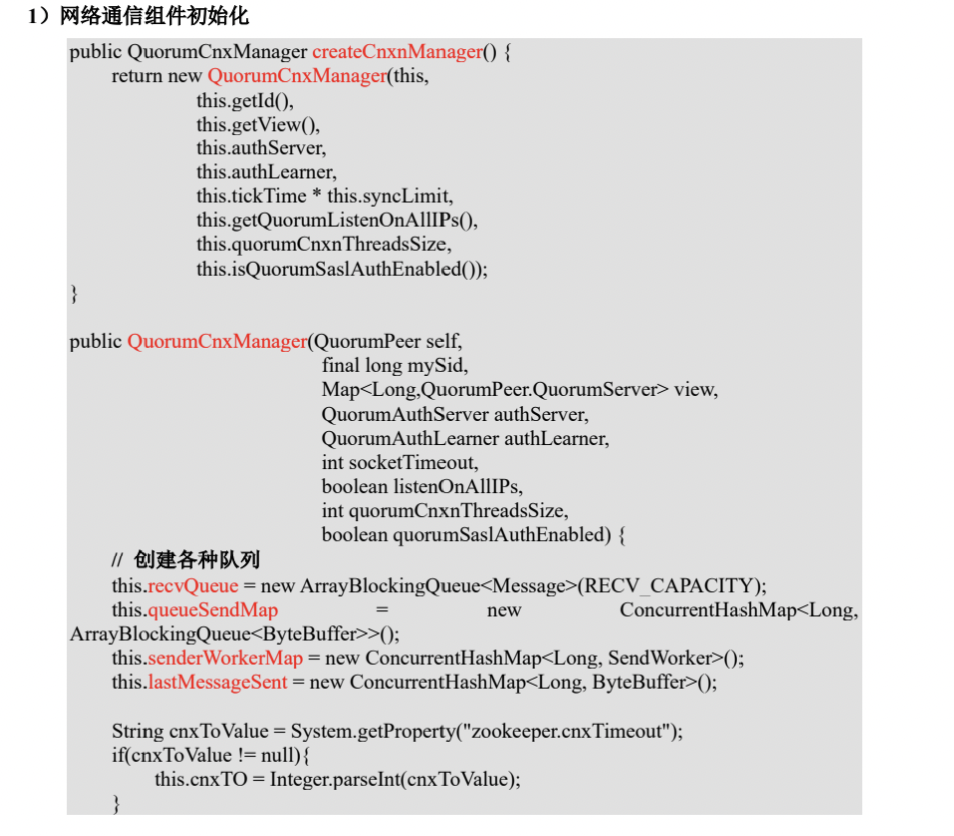 1）网络通信组件初始化
public QuorumCnxManager createCnxnManager() {
return new QuorumCnxManager(this,
this.getId(),
this.getView(),
this.authServer,
this.authLearner,
this.tickTime * this.syncLimit,
this.getQuorumListenOnAllIPs(),
this.quorumCnxnThreadsSize,
this.isQuorumSaslAuthEnabled());
}
public QuorumCnxManager(QuorumPeer self,
final long mySid,
Map<Long,QuorumPeer.QuorumServer> view,
QuorumAuthServer authServer,
QuorumAuthLearner authLearner,
int socketTimeout,
boolean listenOnAllIPs,
int quorumCnxnThreadsSize,
boolean quorumSaslAuthEnabled) {
// 创建各种队列
this.recvQueue = new ArrayBlockingQueue<Message>(RECV_CAPACITY);
this.queueSendMap = new ConcurrentHashMap<Long,
ArrayBlockingQueue<ByteBuffer>>();
this.senderWorkerMap = new ConcurrentHashMap<Long, SendWorker>();
this.lastMessageSent = new ConcurrentHashMap<Long, ByteBuffer>();
String cnxToValue = System.getProperty("zookeeper.cnxTimeout");
if(cnxToValue != null){
this.cnxTO = Integer.parseInt(cnxToValue);
}